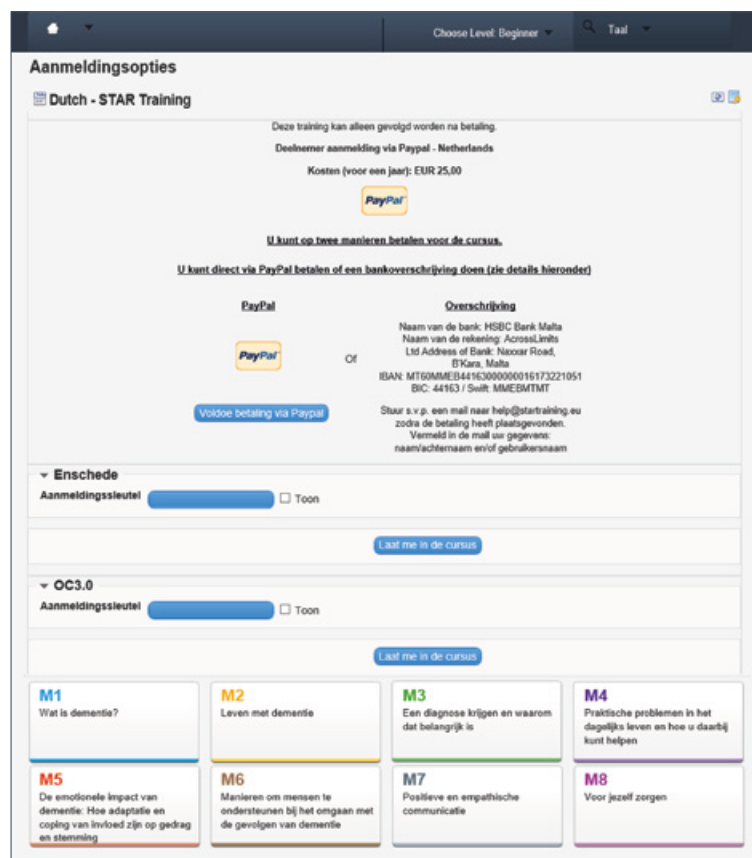 Choose Level: Beginner
Taal
Aanmeldingsopties
Dutch - STAR Training
Deze training kan alleen gevolgd worden na betaling.
Deelnemer aanmelding via Paypal - Netherlands
Kosten (voor een jaar): EUR 25,00
PayPal
U kunt op twee manieren betalen voor de cursus.
U kunt direct via PayPal betalen of een bankoverschrijving doen (zie details hieronder)
PayPal
PayPal
Voldoe betaling via Paypal
Of
Overschrijving
Naam van de bank: HSBC Bank Malta
Naam van de rekening: AcrossLimits
Ltd Address of Bank: Naxxar Road,
B'Kara, Malta
IBAN: MT60MMEB44163000000016173221051
BIC: 44163 / Swift: MMEBMTMT
Stuur s.v.p. een mail naar help@startraining.eu
zodra de betaling heeft plaatsgevonden.
Vermeld in de mail uw gegevens:
naam/achternaam en/of gebruikersnaam
Enschede
Aanmeldingssleutel
Toon
Laat me in de cursus
OC3.0
Aanmeldingssleutel
Toon
Laat me in de cursus
M1
Wat is dementie?
M2
Leven met dementie
M3
Een diagnose krijgen en waarom
dat belangrijk is
M4
Praktische problemen in het
dagelijks leven en hoe u daarbij
kunt helpen
M5
De emotionele impact van
dementie: Hoe adaptatie en
coping van invloed zijn op gedrag
en stemming
M6
Manieren om mensen te
ondersteunen bij het omgaan met
de gevolgen van dementie
M7
Positieve en empathische
communicatie
M8
Voor jezelf zorgen